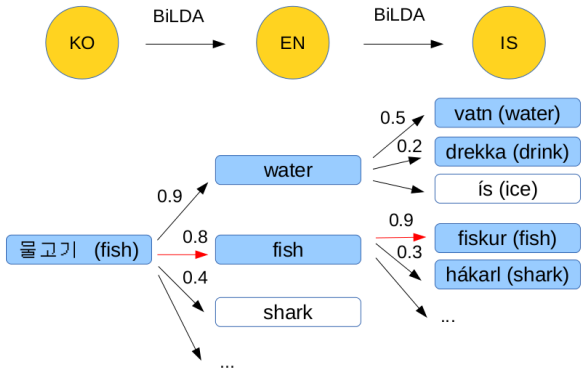 BiLDA
BiLDA
KO
EN
IS
0.5
vatn (water)
0.2
drekka (drink)
water
ís (ice)
0.9
0.9
fiskur (fish)
0.8
물고기 (fish)
fish
0.3
hákarl (shark)
0.4
shark
...
...